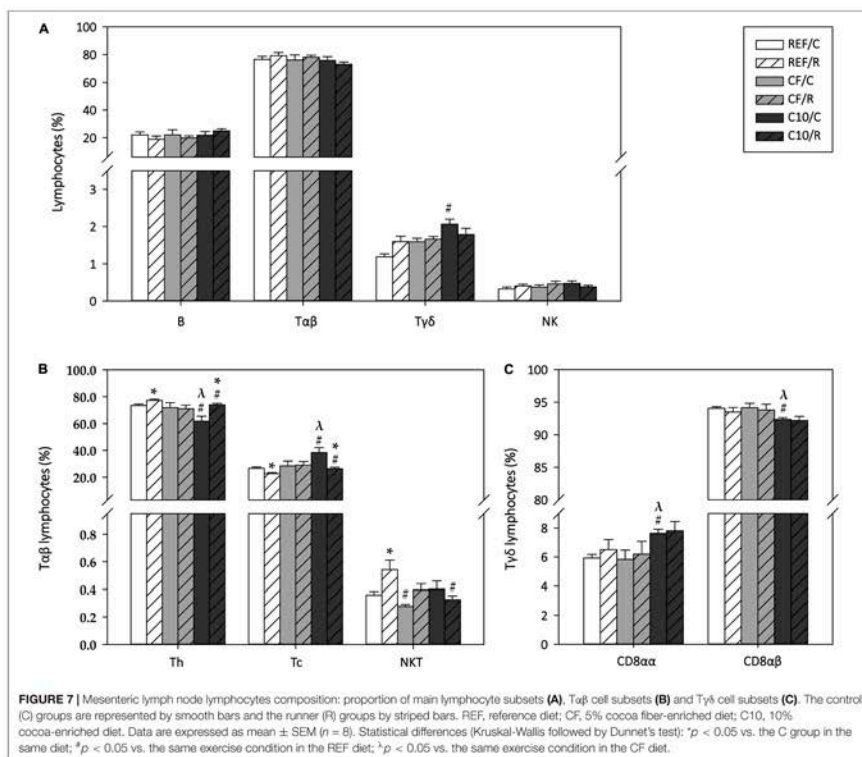 A
Lymphocytes (%)
100
80
60
40
20
3
2
1
0
#
B
Tαβ
Tγδ
NK
REF/C
REF/R
CF/C
CF/R
C10/C
C10/R
B
Tαβ lymphocytes (%)
100.0
80.0
60.0
40.0
20.0
0.8
0.6
0.4
0.2
0.0
*
λ
#
*
#
*
λ
#
*
#
*
#
#
Th
Tc
NKT
C
Tγδ lymphocytes (%)
100
95
90
85
80
8
6
4
2
0
λ
#
λ
#
CD8αα
CD8αβ
FIGURE 7 | Mesenteric lymph node lymphocytes composition: proportion of main lymphocyte subsets (A), Tαβ cell subsets (B) and Tγδ cell subsets (C). The control
(C) groups are represented by smooth bars and the runner (R) groups by striped bars. REF, reference diet; CF, 5% cocoa fiber-enriched diet; C10, 10%
cocoa-enriched diet. Data are expressed as mean ± SEM (n = 8). Statistical differences (Kruskal-Wallis followed by Dunnet's test): *p < 0.05 vs. the C group in the
same diet; #p < 0.05 vs. the same exercise condition in the REF diet; λp < 0.05 vs. the same exercise condition in the CF diet.